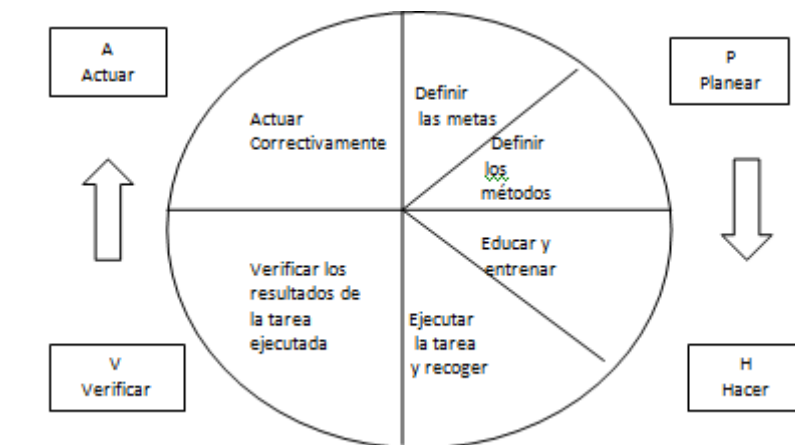 A
Actuar
P
Planear
Definir
las metas
Actuar
Correctivamente
Definir
los
métodos
Educar y
entrenar
Verificar los
resultados de
la tarea
ejecutada
Ejecutar
la tarea
y recoger
V
Verificar
H
Hacer